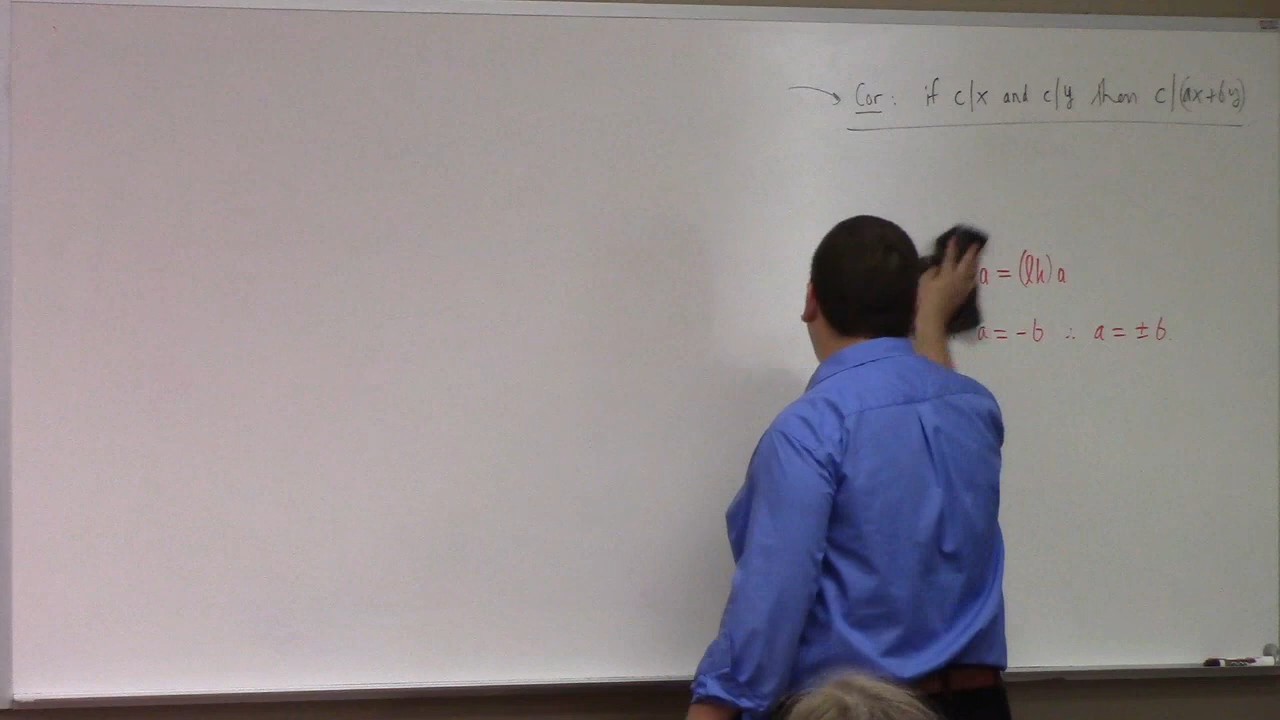 Cor: if c|x and c|y then c|(ax+by)
a = (lk)a
a = -b ∴ a = ±b.